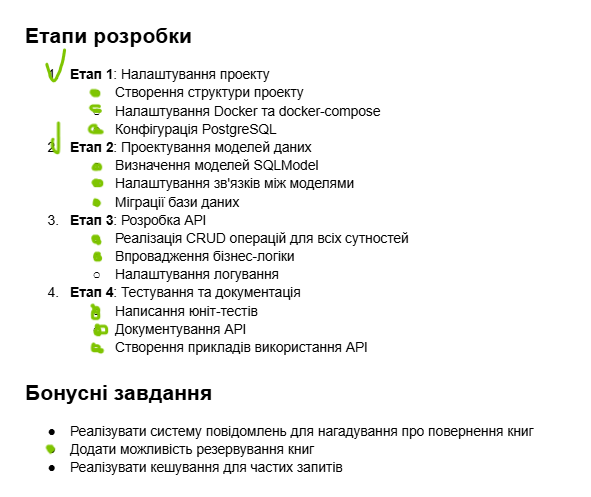 Етапи розробки
1. Етап 1: Налаштування проекту
Створення структури проекту
Налаштування Docker та docker-compose
Конфігурація PostgreSQL
2. Етап 2: Проектування моделей даних
Визначення моделей SQLModel
Налаштування зв'язків між моделями
Міграції бази даних
3. Етап 3: Розробка API
Реалізація CRUD операцій для всіх сутностей
Впровадження бізнес-логіки
○ Налаштування логування
4. Етап 4: Тестування та документація
Написання юніт-тестів
Документування API
Створення прикладів використання API
Бонусні завдання
● Реалізувати систему повідомлень для нагадування про повернення книг
Додати можливість резервування книг
● Реалізувати кешування для частих запитів